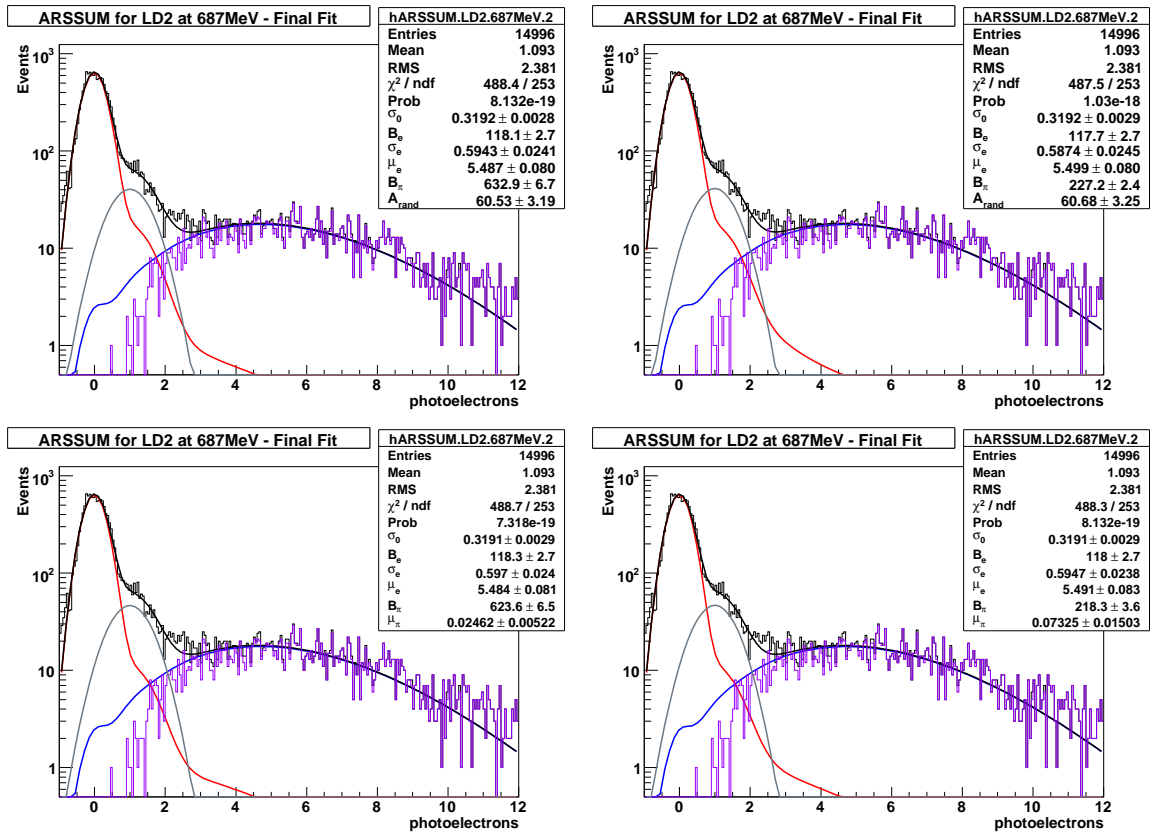 ARSSUM for LD2 at 687MeV - Final Fit
hARSSUM.LD2.687MeV.2
Entries 14996
Mean 1.093
RMS 2.381
χ² / ndf 488.4 / 253
Prob 8.132e-19
σ₀ 0.3192 ± 0.0028
Bₑ 118.1 ± 2.7
σₑ 0.5943 ± 0.0241
μₑ 5.487 ± 0.080
B_π 632.9 ± 6.7
A_rand 60.53 ± 3.19
Events
10³
10²
10
1
0 2 4 6 8 10 12
photoelectrons
ARSSUM for LD2 at 687MeV - Final Fit
hARSSUM.LD2.687MeV.2
Entries 14996
Mean 1.093
RMS 2.381
χ² / ndf 487.5 / 253
Prob 1.03e-18
σ₀ 0.3192 ± 0.0029
Bₑ 117.7 ± 2.7
σₑ 0.5874 ± 0.0245
μₑ 5.499 ± 0.080
B_π 227.2 ± 2.4
A_rand 60.68 ± 3.25
Events
10³
10²
10
1
0 2 4 6 8 10 12
photoelectrons
ARSSUM for LD2 at 687MeV - Final Fit
hARSSUM.LD2.687MeV.2
Entries 14996
Mean 1.093
RMS 2.381
χ² / ndf 488.7 / 253
Prob 7.318e-19
σ₀ 0.3191 ± 0.0029
Bₑ 118.3 ± 2.7
σₑ 0.597 ± 0.024
μₑ 5.484 ± 0.081
B_π 623.6 ± 6.5
μ_π 0.02462 ± 0.00522
Events
10³
10²
10
1
0 2 4 6 8 10 12
photoelectrons
ARSSUM for LD2 at 687MeV - Final Fit
hARSSUM.LD2.687MeV.2
Entries 14996
Mean 1.093
RMS 2.381
χ² / ndf 488.3 / 253
Prob 8.132e-19
σ₀ 0.3191 ± 0.0029
Bₑ 118 ± 2.7
σₑ 0.5947 ± 0.0238
μₑ 5.491 ± 0.083
B_π 218.3 ± 3.6
μ_π 0.07325 ± 0.01503
Events
10³
10²
10
1
0 2 4 6 8 10 12
photoelectrons